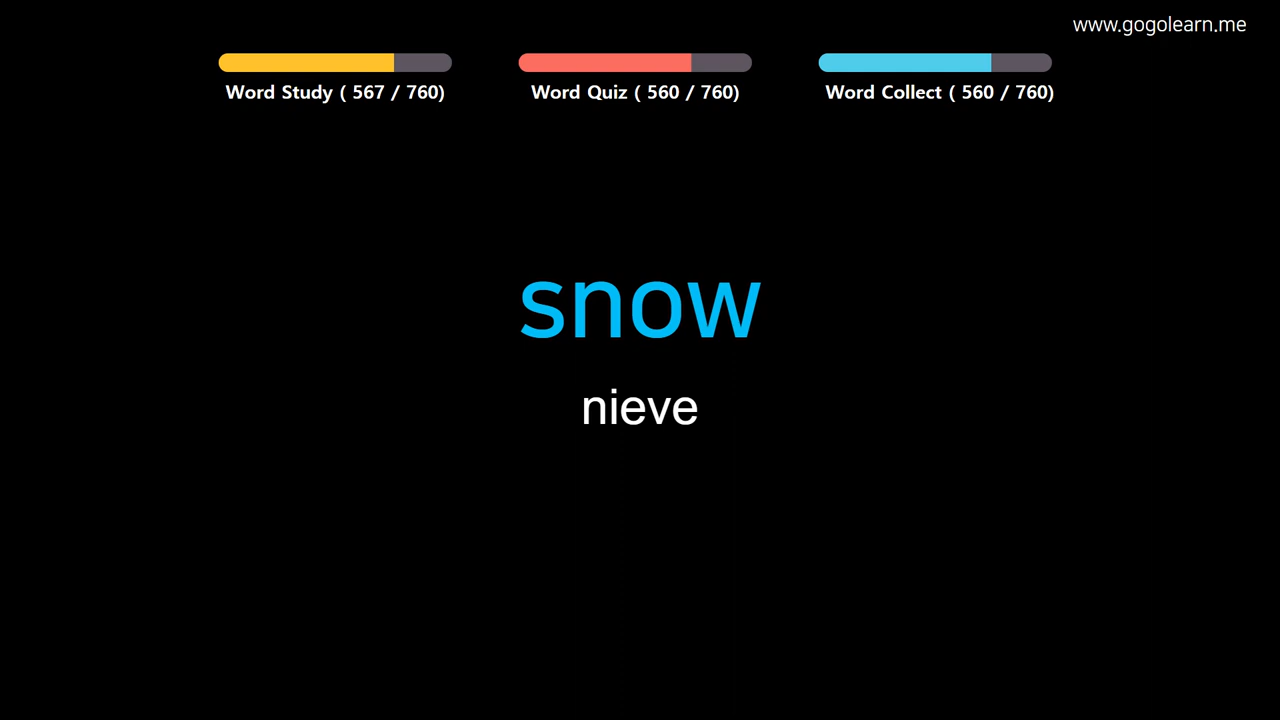 www.gogolearn.me
Word Study ( 567 / 760)
Word Quiz ( 560 / 760)
Word Collect ( 560 / 760)
snow
nieve